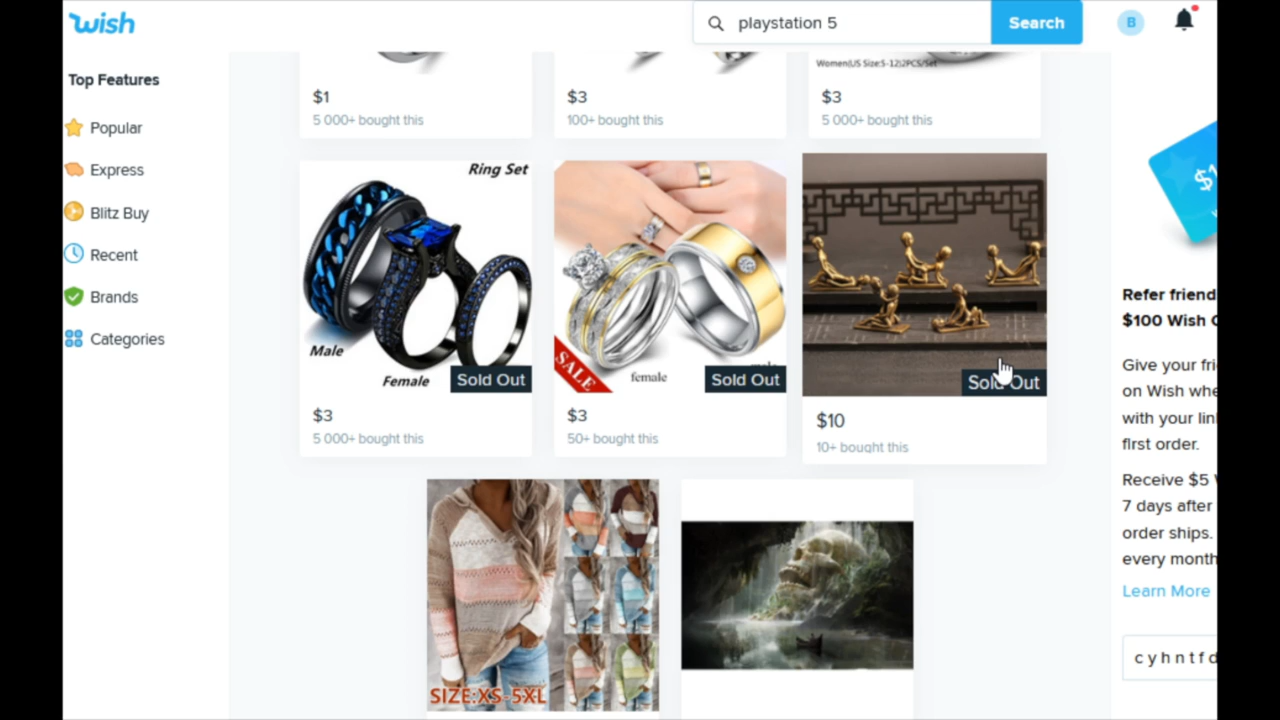 wish
playstation 5
Search
B
Top Features
Popular
Express
Blitz Buy
Recent
Brands
Categories
Women(US Size:5-12)2PCS/Set
$1
5 000+ bought this
$3
100+ bought this
$3
5 000+ bought this
Ring Set
Male
Female
Sold Out
$3
5 000+ bought this
SALE
female
Sold Out
$3
50+ bought this
Sold Out
$10
10+ bought this
SIZE:XS-5XL
Refer friend
$100 Wish
Give your
on Wish
with your
first order.
Receive $5
7 days after
order ships.
every month
Learn More
c y h n t f d